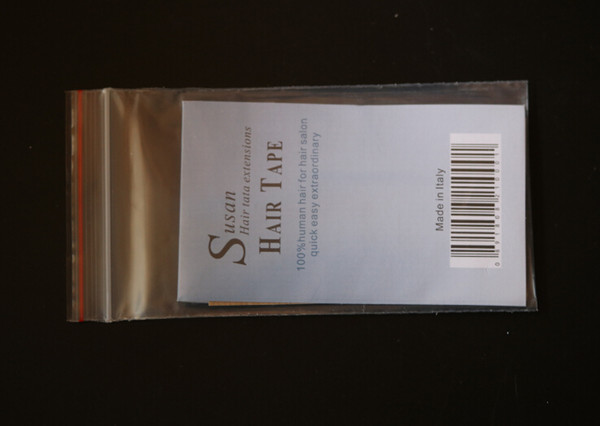 Susan
Hair tata extensions
HAIR TAPE
100%human hair for hair salon
quick easy extraordinary
Made in Italy